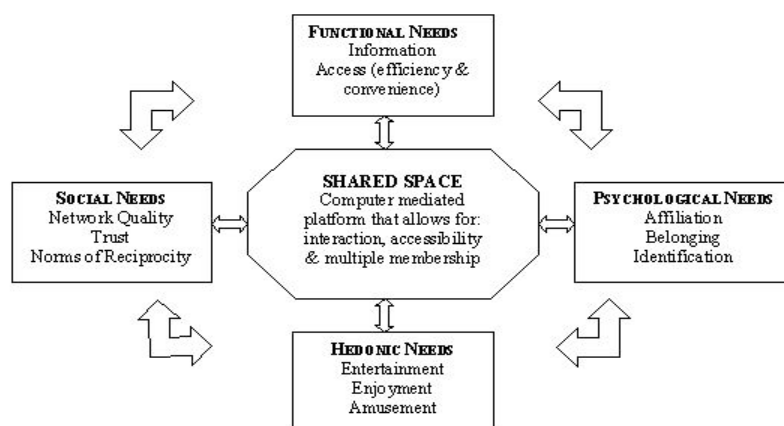 FUNCTIONAL NEEDS
Information
Access (efficiency &
convenience)
SOCIAL NEEDS
Network Quality
Trust
Norms of Reciprocity
SHARED SPACE
Computer mediated
platform that allows for:
interaction, accessibility
& multiple membership
PSYCHOLOGICAL NEEDS
Affiliation
Belonging
Identification
HEDONIC NEEDS
Entertainment
Enjoyment
Amusement